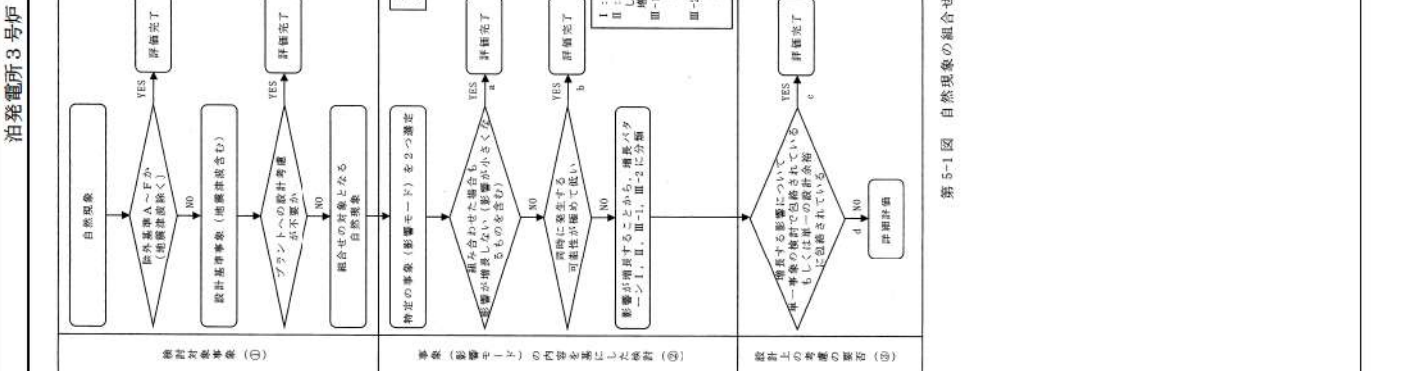 泊発電所3号炉
検討対象事象(①)
自然現象
除外基準A～Fか
(地震津波除く)
YES
評価完了
NO
設計基準事象(地震津波含む)
プラントへの設計考慮
が不要か
YES
評価完了
NO
組合せの対象となる
自然現象
事象(影響モード)の内容を基にした検討(②)
特定の事象(影響モード)を2つ選定
組み合わせた場合も
影響が増長しない(影響が小さくな
るものを含む)
YES
a
評価完了
NO
同時に発生する
可能性が極めて低い
YES
b
評価完了
NO
影響が増長することから、増長パタ
ーンⅠ、Ⅱ、Ⅲ-1、Ⅲ-2に分類
Ⅰ:
Ⅱ:
Ⅲ-1
設計上の考慮の要否(③)
増長する影響について
単一事象の検討で包絡されている
もしくは単一の設計余裕
に包絡されている
YES
c
評価完了
NO
d
詳細評価
第5-1図 自然現象の組合せ